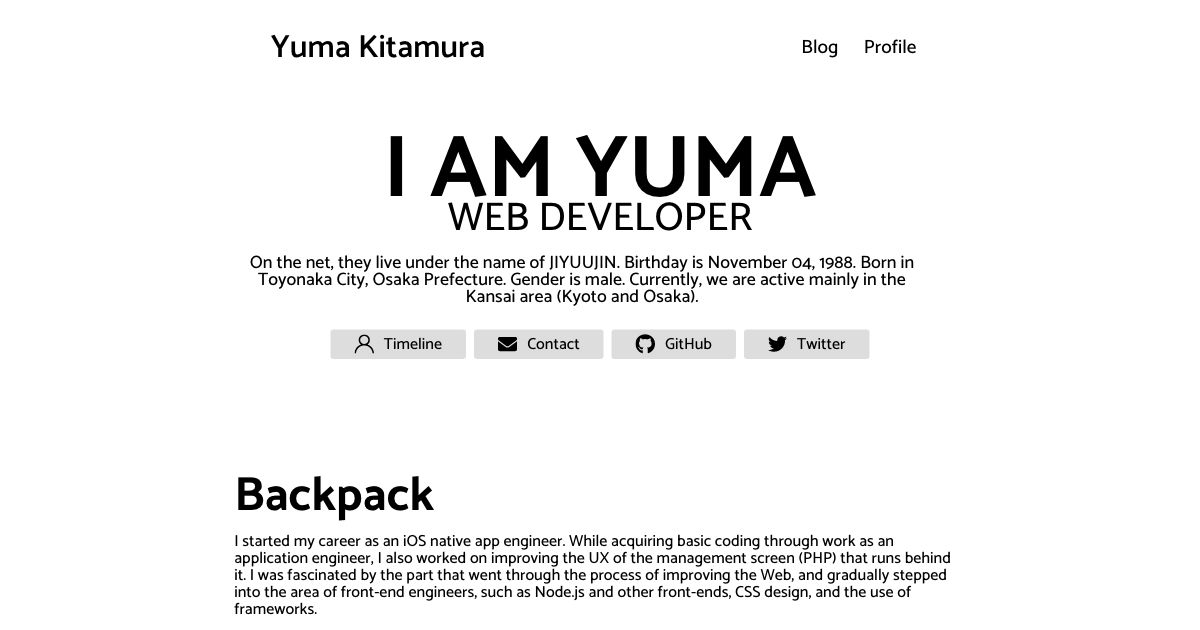 Yuma Kitamura
Blog
Profile
I AM YUMA
WEB DEVELOPER
On the net, they live under the name of JIYUUJIN. Birthday is November 04, 1988. Born in
Toyonaka City, Osaka Prefecture. Gender is male. Currently, we are active mainly in the
Kansai area (Kyoto and Osaka).
Timeline
Contact
GitHub
Twitter
Backpack
I started my career as an iOS native app engineer. While acquiring basic coding through work as an
application engineer, I also worked on improving the UX of the management screen (PHP) that runs behind
it. I was fascinated by the part that went through the process of improving the Web, and gradually stepped
into the area of front-end engineers, such as Node.js and other front-ends, CSS design, and the use of
frameworks.